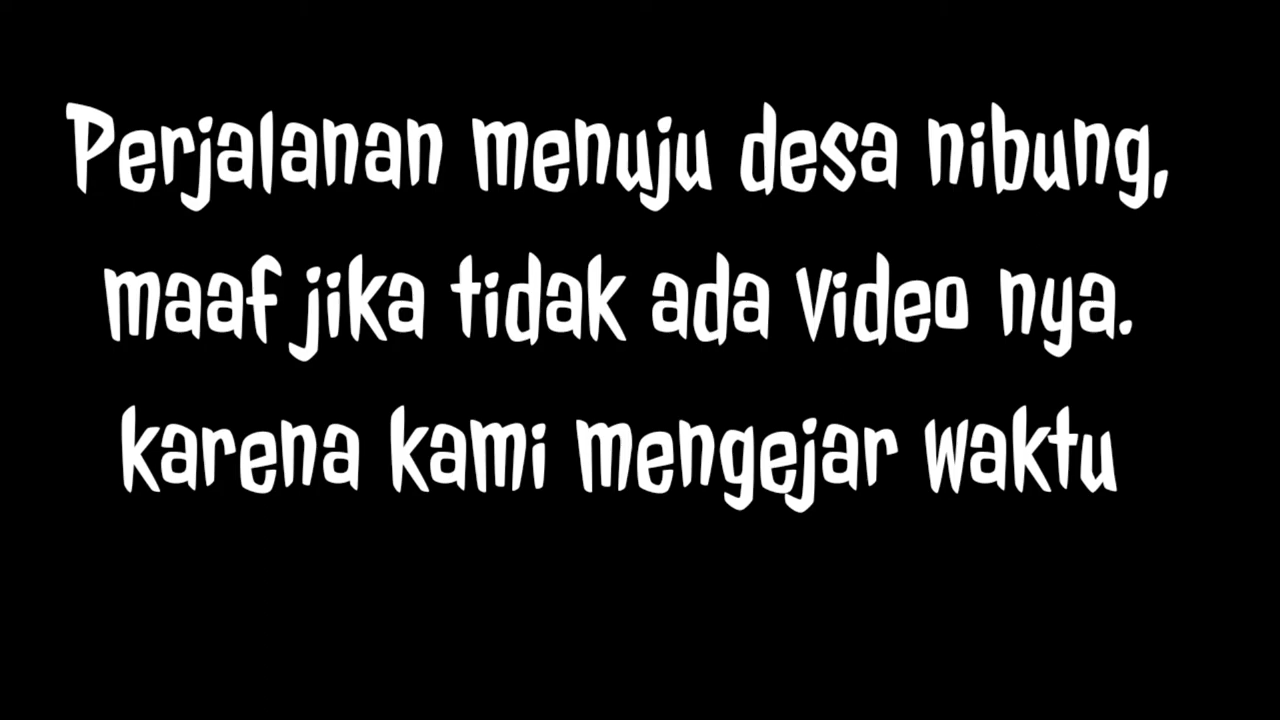 Perjalanan menuju desa nibung,
maaf jika tidak ada video nya.
karena kami mengejar waktu